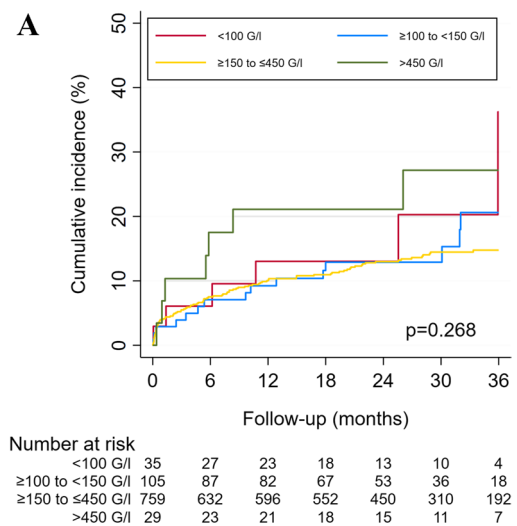 A
<100 G/l ≥100 to <150 G/l
≥150 to ≤450 G/l >450 G/l
Cumulative incidence (%)
50
40
30
20
10
0
p=0.268
0 6 12 18 24 30 36
Follow-up (months)
Number at risk
<100 G/l 35 27 23 18 13 10 4
≥100 to <150 G/l 105 87 82 67 53 36 18
≥150 to ≤450 G/l 759 632 596 552 450 310 192
>450 G/l 29 23 21 18 15 11 7